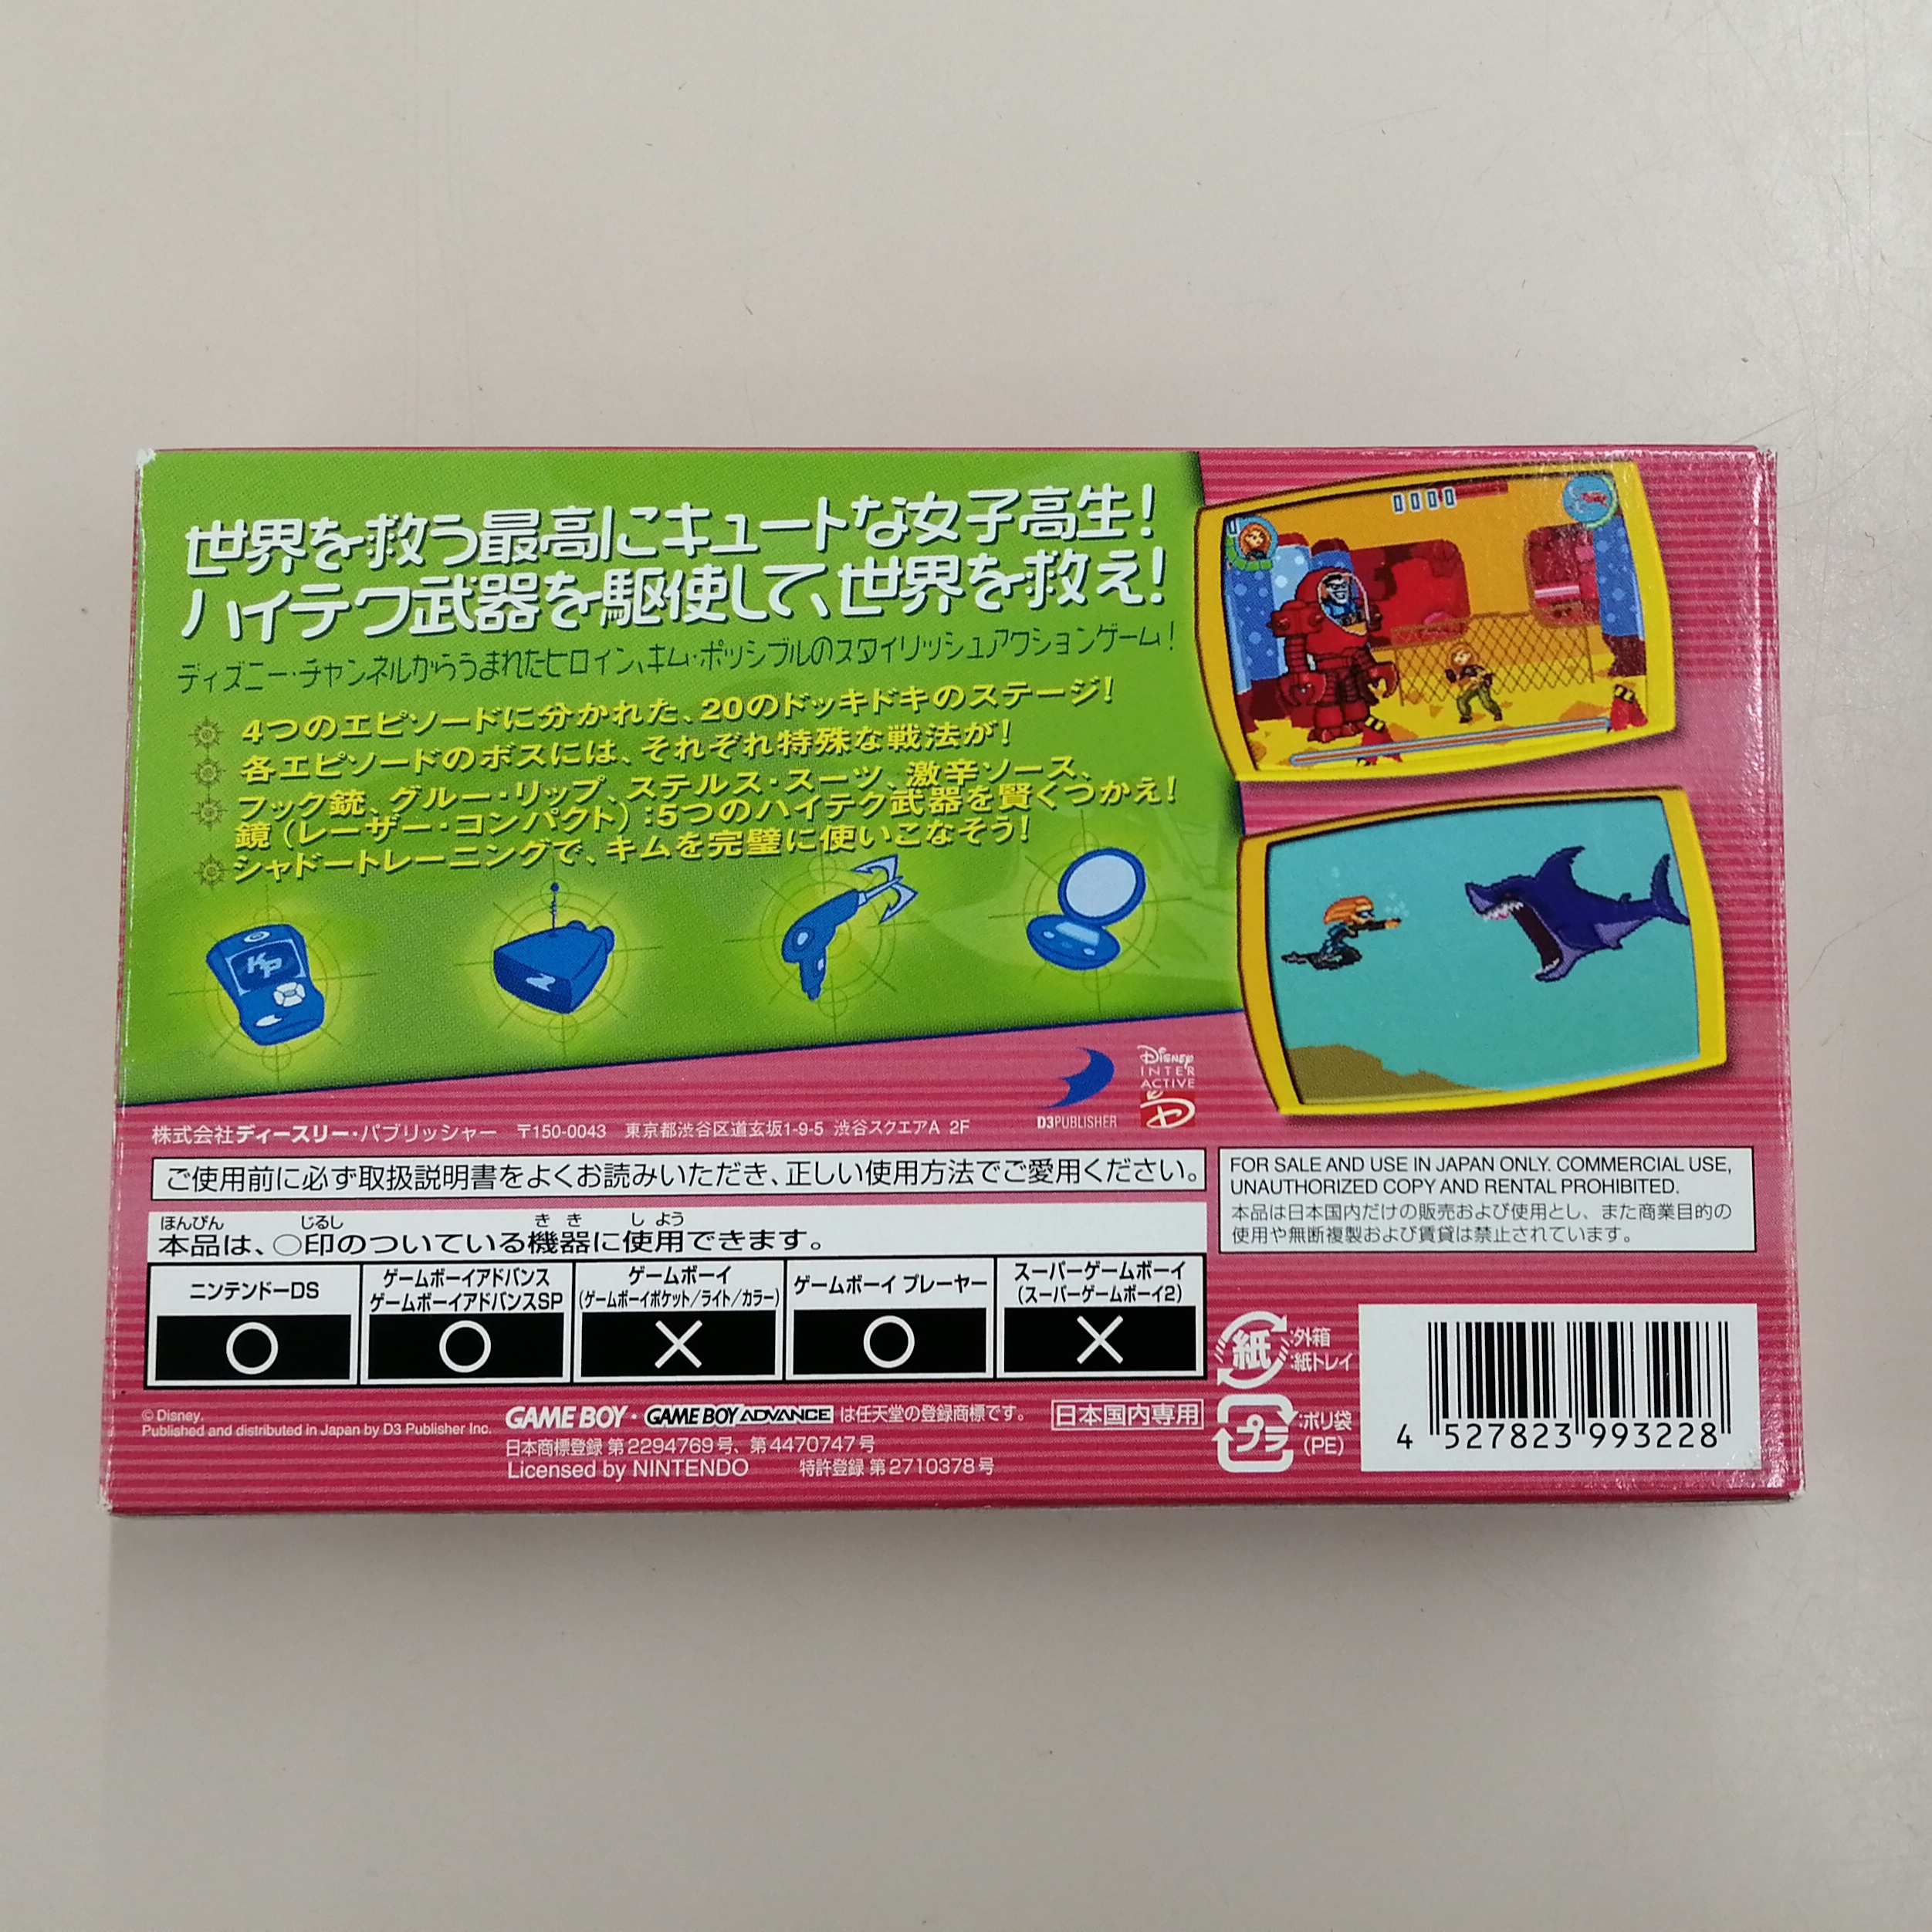 世界を救う最高にキュートな女子高生!
ハイテク武器を駆使して、世界を救え!
ディズニー・チャンネルからうまれたヒロイン、キム・ポッシブルのスタイリッシュアクションゲーム!
4つのエピソードに分かれた、20のドッキドキのステージ!
各エピソードのボスには、それぞれ特殊な戦法が!
フック銃、グルー・リップ、ステルス・スーツ、激辛ソース、
鏡(レーザー・コンパクト):5つのハイテク武器を賢くつかえ!
シャドートレーニングで、キムを完璧に使いこなそう!
KP
0000
D3PUBLISHER
DISNEY
INTER
ACTIVE
D
株式会社ディースリー・パブリッシャー 〒150-0043 東京都渋谷区道玄坂1-9-5 渋谷スクエアA 2F
ご使用前に必ず取扱説明書をよくお読みいただき、正しい使用方法でご愛用ください。
FOR SALE AND USE IN JAPAN ONLY. COMMERCIAL USE,
UNAUTHORIZED COPY AND RENTAL PROHIBITED.
本品は日本国内だけの販売および使用とし、また商業目的の
使用や無断複製および賃貸は禁止されています。
ほんぴん じるし きき しよう
本品は、○印のついている機器に使用できます。
ニンテンドーDS
ゲームボーイアドバンス
ゲームボーイアドバンスSP
ゲームボーイ
(ゲームボーイポケット/ライト/カラー)
ゲームボーイ プレーヤー
スーパーゲームボーイ
(スーパーゲームボーイ2)
○ ○ × ○ ×
紙 :外箱
:紙トレイ
プラ :ポリ袋
(PE)
© Disney.
Published and distributed in Japan by D3 Publisher Inc.
GAME BOY・GAME BOY ADVANCE は任天堂の登録商標です。
日本国内専用
日本商標登録 第2294769号、第4470747号
Licensed by NINTENDO 特許登録 第2710378号
4 527823 993228